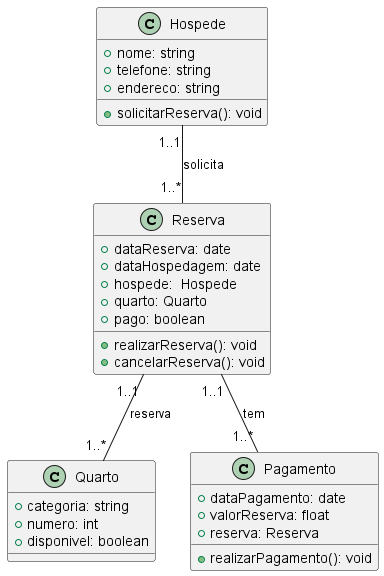 C Hospede
nome: string
telefone: string
endereco: string
solicitarReserva(): void
1..1
solicita
1..*
C Reserva
dataReserva: date
dataHospedagem: date
hospede:  Hospede
quarto: Quarto
pago: boolean
realizarReserva(): void
cancelarReserva(): void
1..1 1..1
reserva tem
1..* 1..*
C Quarto
categoria: string
numero: int
disponivel: boolean
C Pagamento
dataPagamento: date
valorReserva: float
reserva: Reserva
realizarPagamento(): void